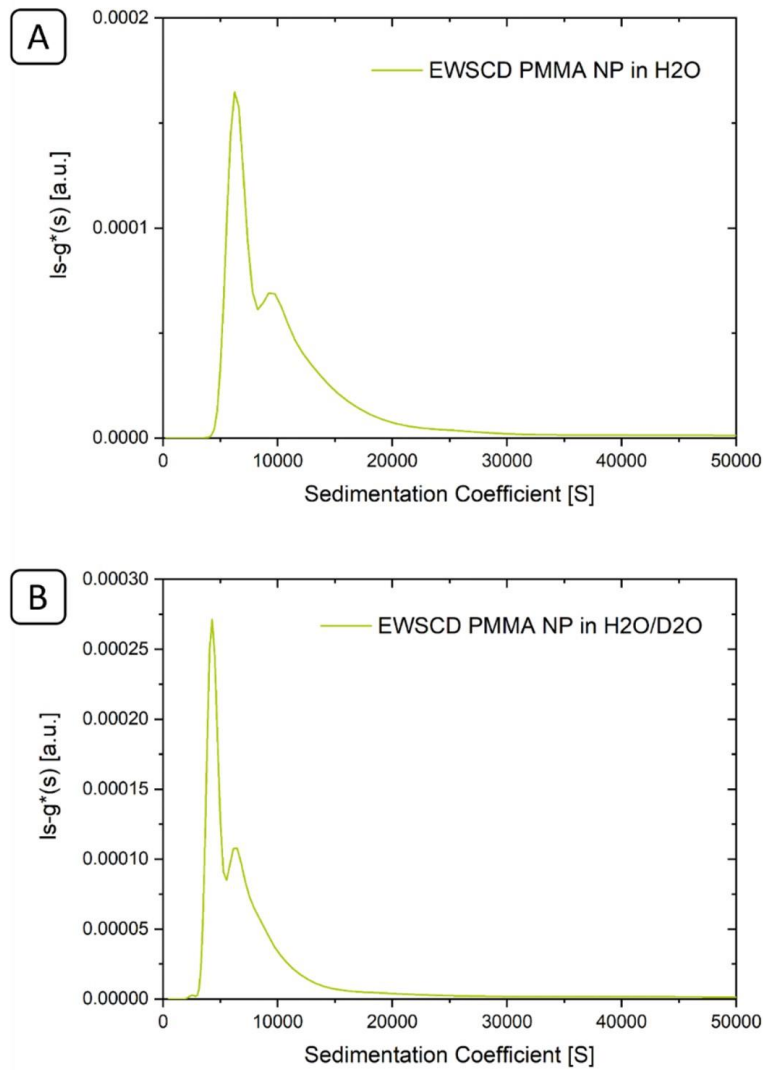 A
0.0002
EWSCD PMMA NP in H2O
0.0001
ls-g*(s) [a.u.]
0.0000
0 10000 20000 30000 40000 50000
Sedimentation Coefficient [S]
B
0.00030
EWSCD PMMA NP in H2O/D2O
0.00025
0.00020
ls-g*(s) [a.u.]
0.00015
0.00010
0.00005
0.00000
0 10000 20000 30000 40000 50000
Sedimentation Coefficient [S]